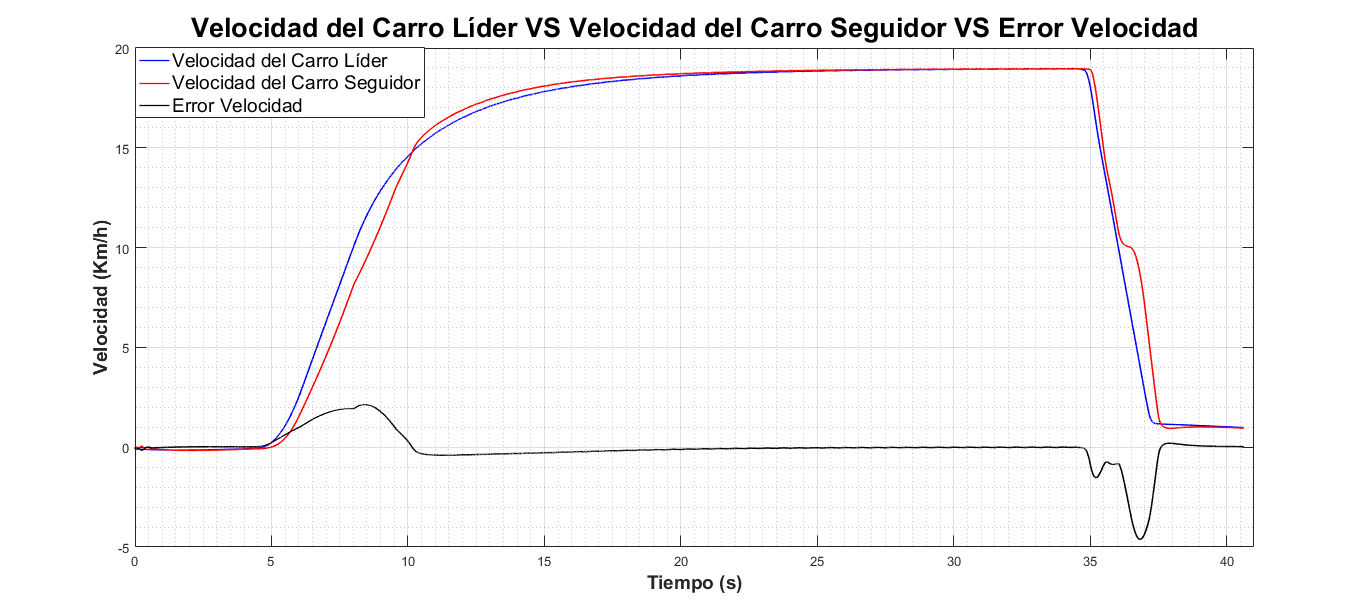 Velocidad del Carro Líder VS Velocidad del Carro Seguidor VS Error Velocidad
Velocidad del Carro Líder
Velocidad del Carro Seguidor
Error Velocidad
Velocidad (Km/h)
20
15
10
5
0
-5
0 5 10 15 20 25 30 35 40
Tiempo (s)